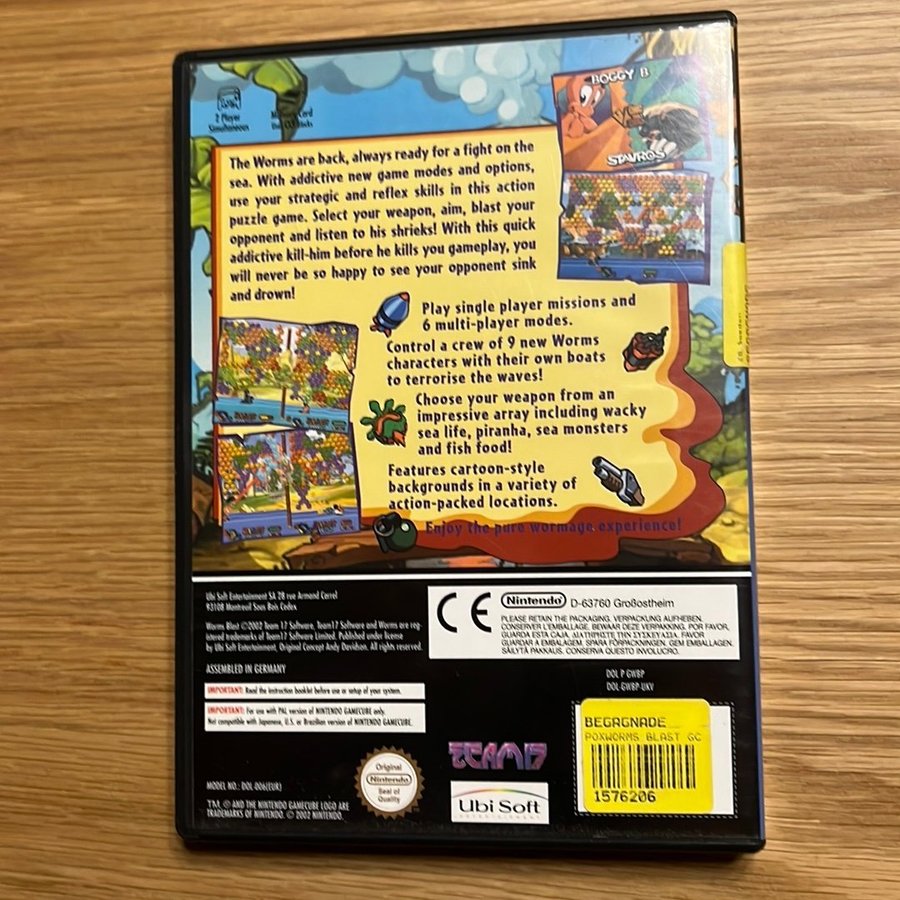 BOGGY B
STAVROS
2 Player
Simultaneous
Memory Card
The Worms are back, always ready for a fight on the
sea. With addictive new game modes and options,
use your strategic and reflex skills in this action
puzzle game. Select your weapon, aim, blast your
opponent and listen to his shrieks! With this quick
addictive kill-him before he kills you gameplay, you
will never be so happy to see your opponent sink
and drown!
Play single player missions and
6 multi-player modes.
Control a crew of 9 new Worms
characters with their own boats
to terrorise the waves!
Choose your weapon from an
impressive array including wacky
sea life, piranha, sea monsters
and fish food!
Features cartoon-style
backgrounds in a variety of
action-packed locations.
Enjoy the pure wormage experience!
Ubi Soft Entertainment SA 28 rue Armand Carrel
93108 Montreuil Sous Bois Cedex
Worms Blast ©2002 Team 17 Software, Team17 Software and Worms are reg-
istered trademarks of Team17 Software Limited. Published under license
by Ubi Soft Entertainment. Original Concept Andy Davidson. All rights reserved.
ASSEMBLED IN GERMANY
IMPORTANT: Read the instruction booklet before use or setup of your system.
IMPORTANT: For use with PAL version of NINTENDO GAMECUBE only.
Not compatible with Japanese, U.S. or Brazilian version of NINTENDO GAMECUBE.
CE
Nintendo D-63760 Großostheim
PLEASE RETAIN THE PACKAGING. VERPACKUNG AUFHEBEN.
CONSERVER L'EMBALLAGE. BEWAAR DEZE VERPAKKING. POR FAVOR,
GUARDA ESTA CAJA. ΔΙΑΤΗΡΗΣΤΕ ΤΗΝ ΣΥΣΚΕΥΑΣΙΑ. FAVOR
GUARDAR A EMBALAGEM. SPARA FÖRPACKNINGEN. GEM EMBALLAGEN.
SÄILYTÄ PAKKAUS. CONSERVA QUESTO INVOLUCRO.
DOL P GWBP
DOL-GWBP-UKV
BEGAGNADE
POXWORMS BLAST GC
1576206
TEAM17
Ubi Soft
ENTERTAINMENT
Original
Nintendo
Seal of
Quality
MODEL NO.: DOL-006(EUR)
TM, ® AND THE NINTENDO GAMECUBE LOGO ARE
TRADEMARKS OF NINTENDO. © 2002 NINTENDO.